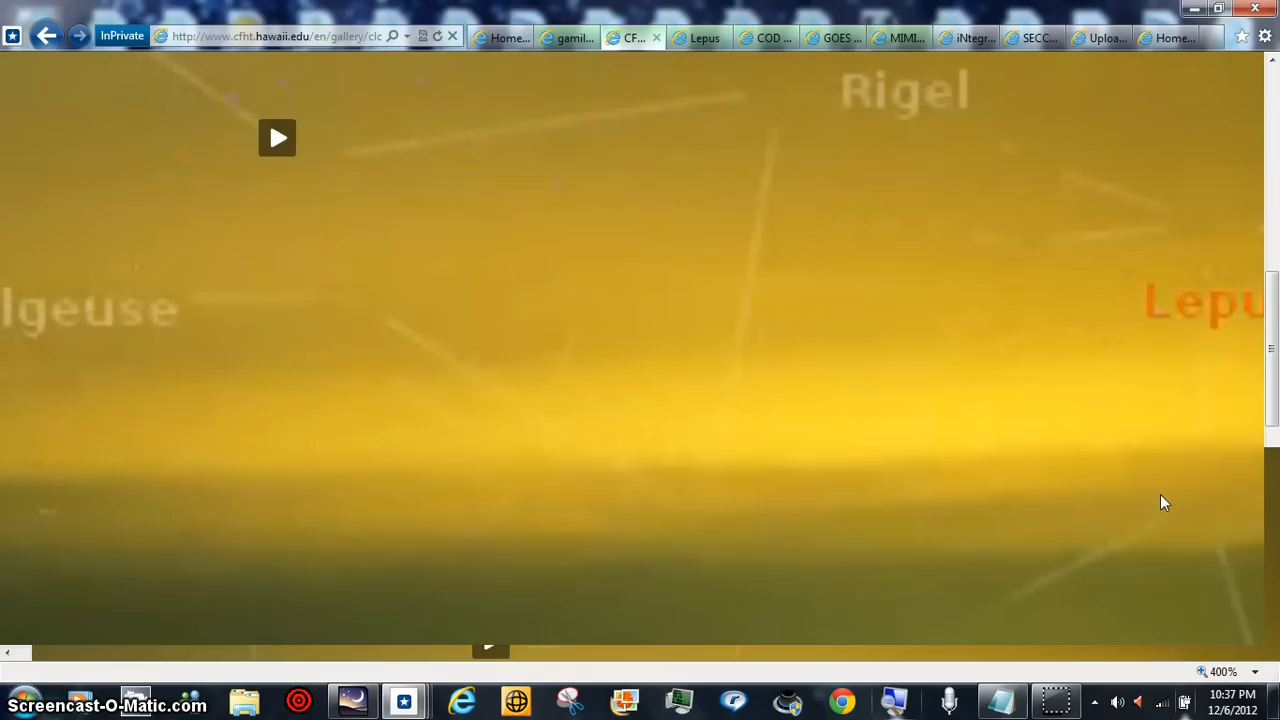 InPrivate
http://www.cfht.hawaii.edu/en/gallery/clc
Home...
gamil...
CF...
Lepus
COD ...
GOES ...
MIMI...
iNtegr...
SECC...
Uploa...
Home...
Rigel
lgeuse
Lepu
400%
Screencast-O-Matic.com
10:37 PM
12/6/2012